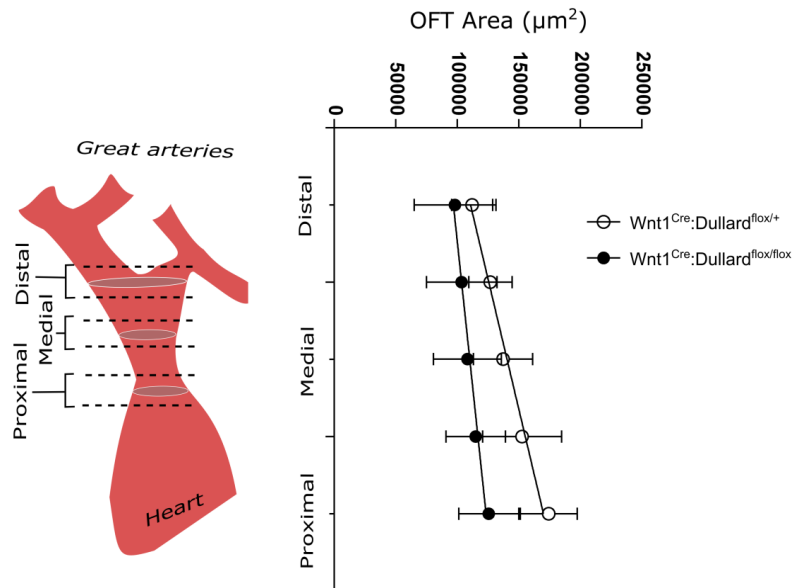 OFT Area (µm²)
0
50000
100000
150000
200000
250000
Great arteries
Distal
Medial
Proximal
Heart
Distal
Medial
Proximal
Wnt1^Cre:Dullard^flox/+
Wnt1^Cre:Dullard^flox/flox